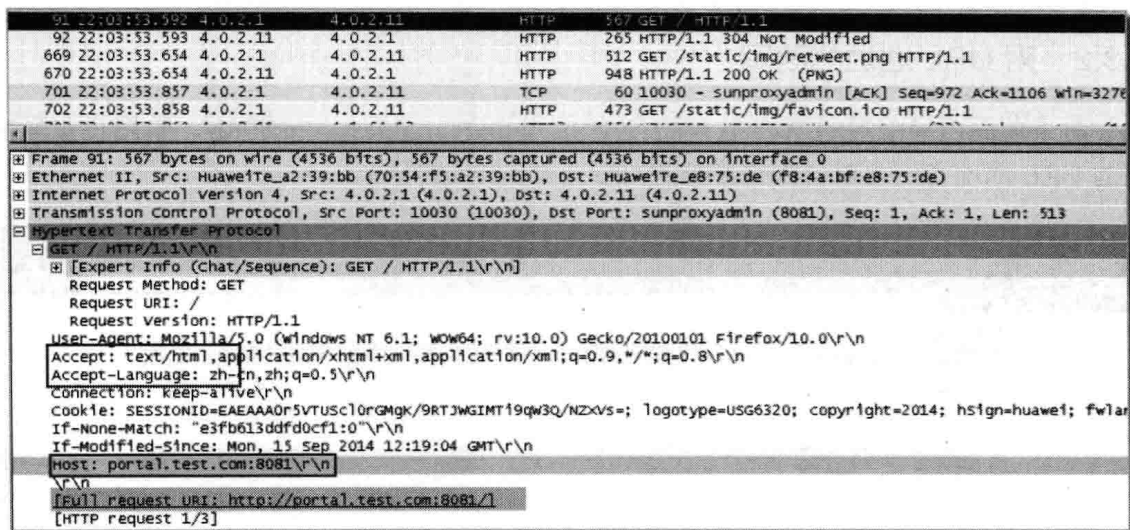 91 22:03:53.592 4.0.2.1 4.0.2.11 HTTP 567 GET / HTTP/1.1
92 22:03:53.593 4.0.2.11 4.0.2.1 HTTP 265 HTTP/1.1 304 Not Modified
669 22:03:53.654 4.0.2.1 4.0.2.11 HTTP 512 GET /static/img/retweet.png HTTP/1.1
670 22:03:53.654 4.0.2.11 4.0.2.1 HTTP 948 HTTP/1.1 200 OK (PNG)
701 22:03:53.857 4.0.2.1 4.0.2.11 TCP 60 10030 - sunproxyadmin [ACK] Seq=972 Ack=1106 Win=3276
702 22:03:53.858 4.0.2.1 4.0.2.11 HTTP 473 GET /static/img/favicon.ico HTTP/1.1
Frame 91: 567 bytes on wire (4536 bits), 567 bytes captured (4536 bits) on interface 0
Ethernet II, Src: HuaweiTe_a2:39:bb (70:54:f5:a2:39:bb), Dst: HuaweiTe_e8:75:de (f8:4a:bf:e8:75:de)
Internet Protocol Version 4, Src: 4.0.2.1 (4.0.2.1), Dst: 4.0.2.11 (4.0.2.11)
Transmission Control Protocol, Src Port: 10030 (10030), Dst Port: sunproxyadmin (8081), Seq: 1, Ack: 1, Len: 513
Hypertext Transfer Protocol
GET / HTTP/1.1\r\n
[Expert Info (Chat/Sequence): GET / HTTP/1.1\r\n]
Request Method: GET
Request URI: /
Request Version: HTTP/1.1
User-Agent: Mozilla/5.0 (Windows NT 6.1; WOW64; rv:10.0) Gecko/20100101 Firefox/10.0\r\n
Accept: text/html,application/xhtml+xml,application/xml;q=0.9,*/*;q=0.8\r\n
Accept-Language: zh-cn,zh;q=0.5\r\n
Connection: keep-alive\r\n
Cookie: SESSIONID=EAEAAAOr5VTUSclOrGMgK/9RTJWGIMTi9qW3Q/NZXVs=; logotype=USG6320; copyright=2014; hsign=huawei; fwlan
If-None-Match: "e3fb613ddfd0cf1:0"\r\n
If-Modified-Since: Mon, 15 Sep 2014 12:19:04 GMT\r\n
Host: portal.test.com:8081\r\n
\r\n
[Full request URI: http://portal.test.com:8081/]
[HTTP request 1/3]